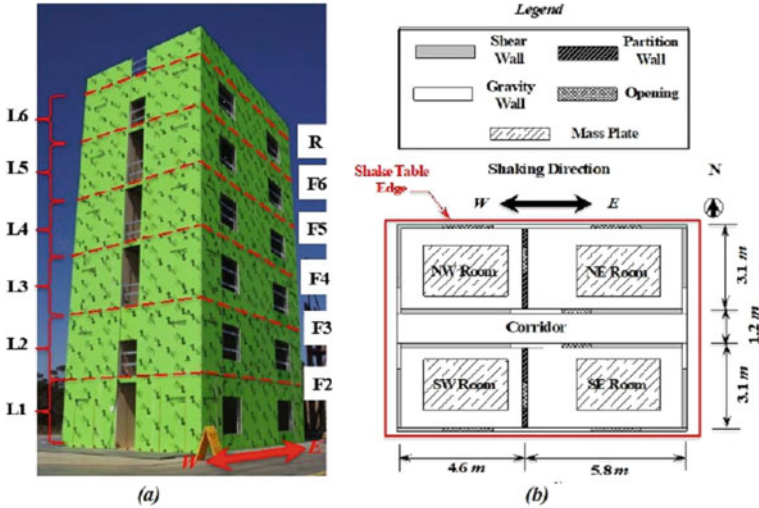 L6
L5
L4
L3
L2
L1
R
F6
F5
F4
F3
F2
W
E
(a)
Legend
Shear
Wall
Partition
Wall
Gravity
Wall
Opening
Mass Plate
Shake Table
Edge
Shaking Direction
N
W
E
NW Room
NE Room
Corridor
SW Room
SE Room
3.1 m
1.2 m
3.1 m
4.6 m
5.8 m
(b)